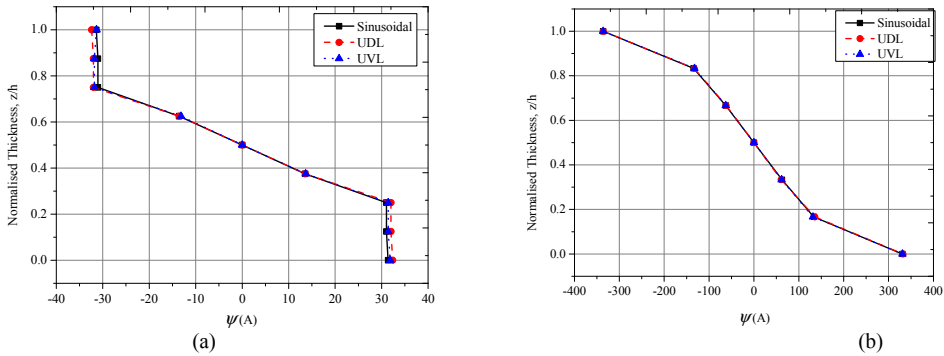 1.0
0.8
0.6
0.4
0.2
0.0
Normalised Thickness, z/h
-40 -30 -20 -10 0 10 20 30 40
ψ(A)
Sinusoidal
UDL
UVL
(a)
1.0
0.8
0.6
0.4
0.2
0.0
Normalised Thickness, z/h
-400 -300 -200 -100 0 100 200 300 400
ψ(A)
Sinusoidal
UDL
UVL
(b)